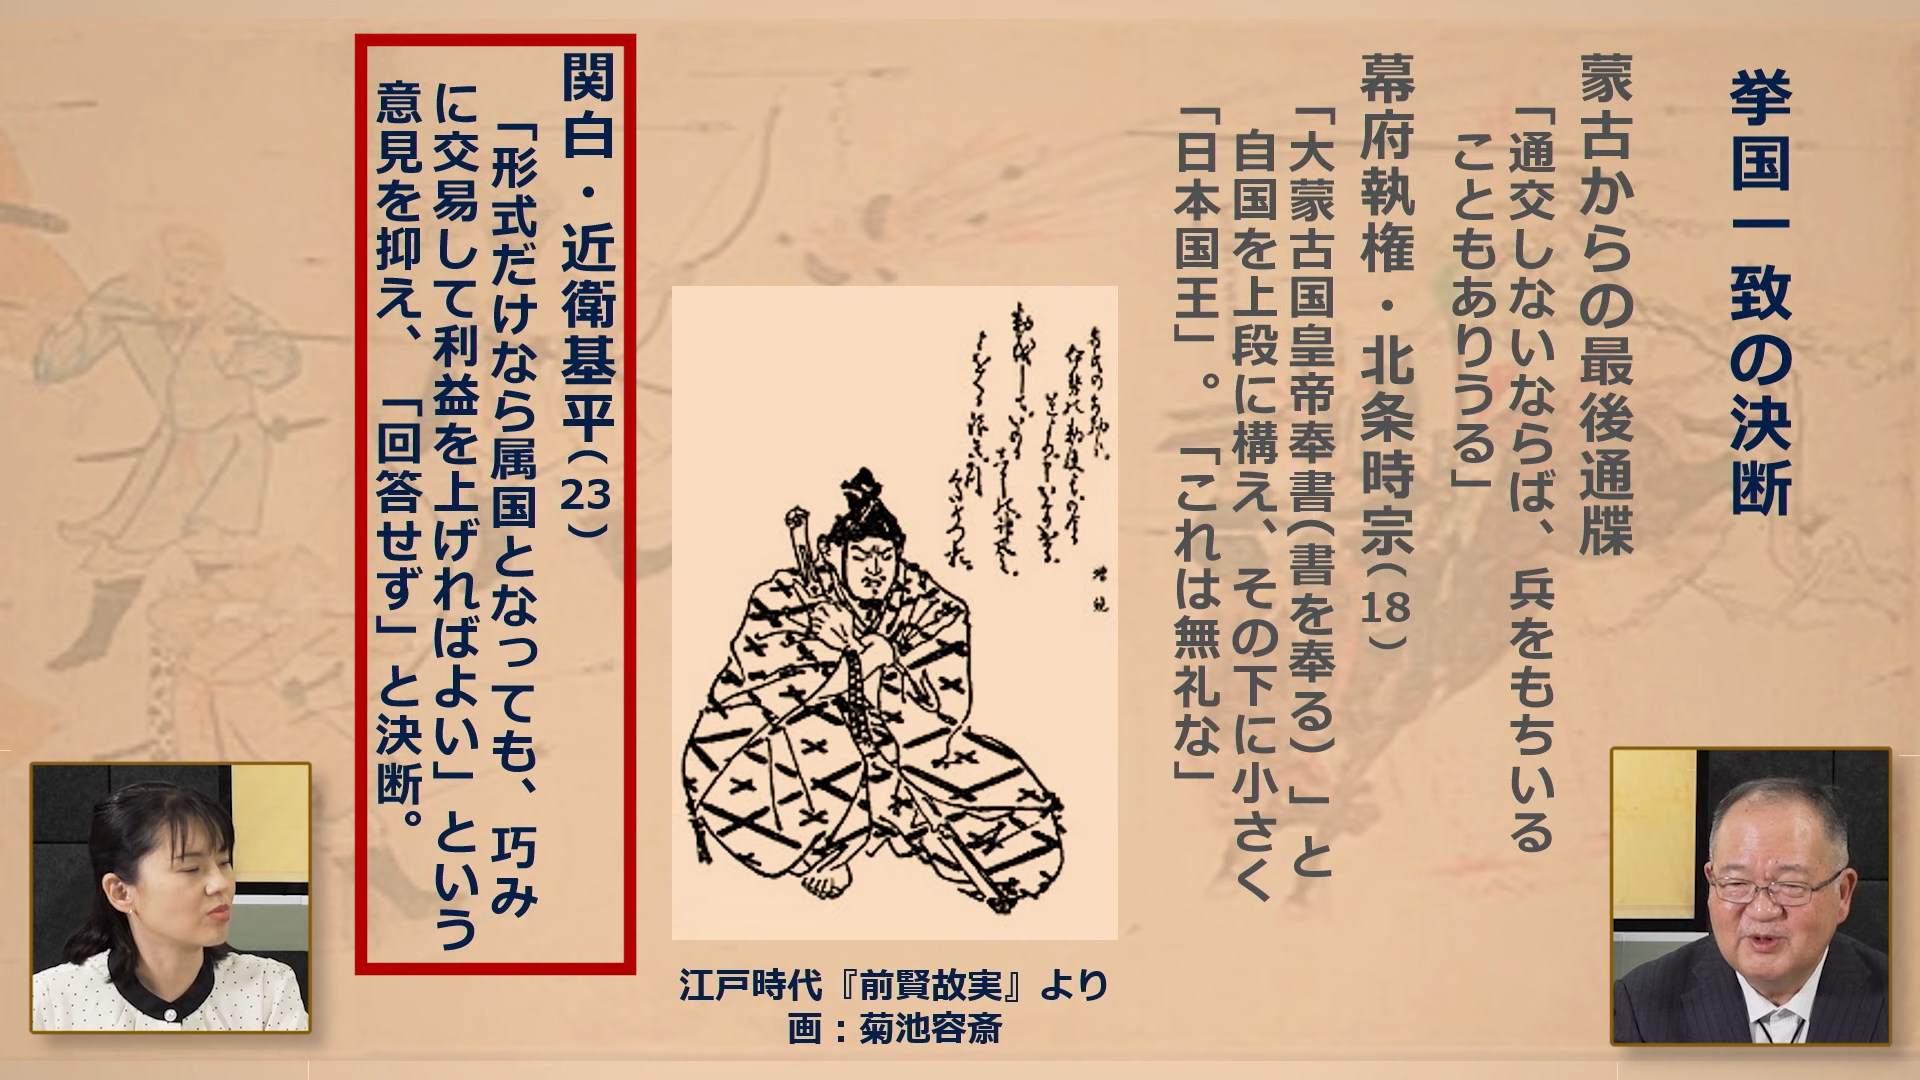 挙国一致の決断
蒙古からの最後通牒
「通交しないならば、兵をもちいる
こともありうる」
幕府執権・北条時宗(18)
「大蒙古国皇帝奉書(書を奉る)」と
自国を上段に構え、その下に小さく
「日本国王」。「これは無礼な」
関白・近衛基平(23)
「形式だけなら属国となっても、巧み
に交易して利益を上げればよい」という
意見を抑え、「回答せず」と決断。
江戸時代『前賢故実』より
画：菊池容斎